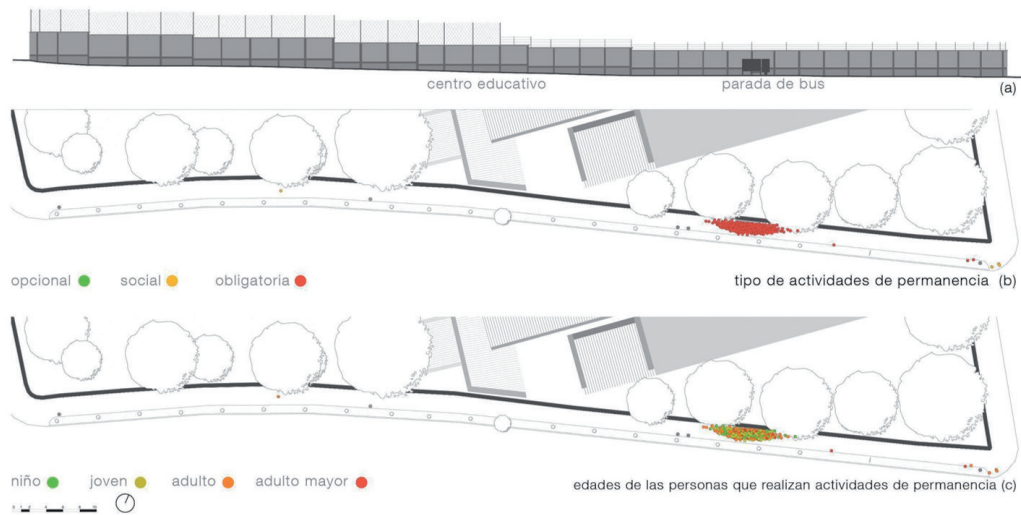 centro educativo parada de bus (a)
opcional social obligatoria tipo de actividades de permanencia (b)
niño joven adulto adulto mayor edades de las personas que realizan actividades de permanencia (c)